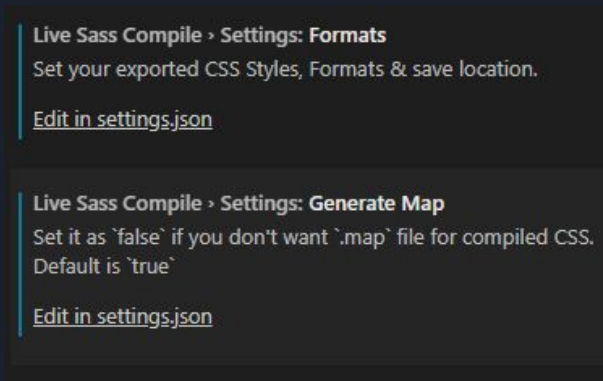 Live Sass Compile › Settings: Formats
Set your exported CSS Styles, Formats & save location.
Edit in settings.json
Live Sass Compile › Settings: Generate Map
Set it as `false` if you don't want `.map` file for compiled CSS.
Default is `true`
Edit in settings.json